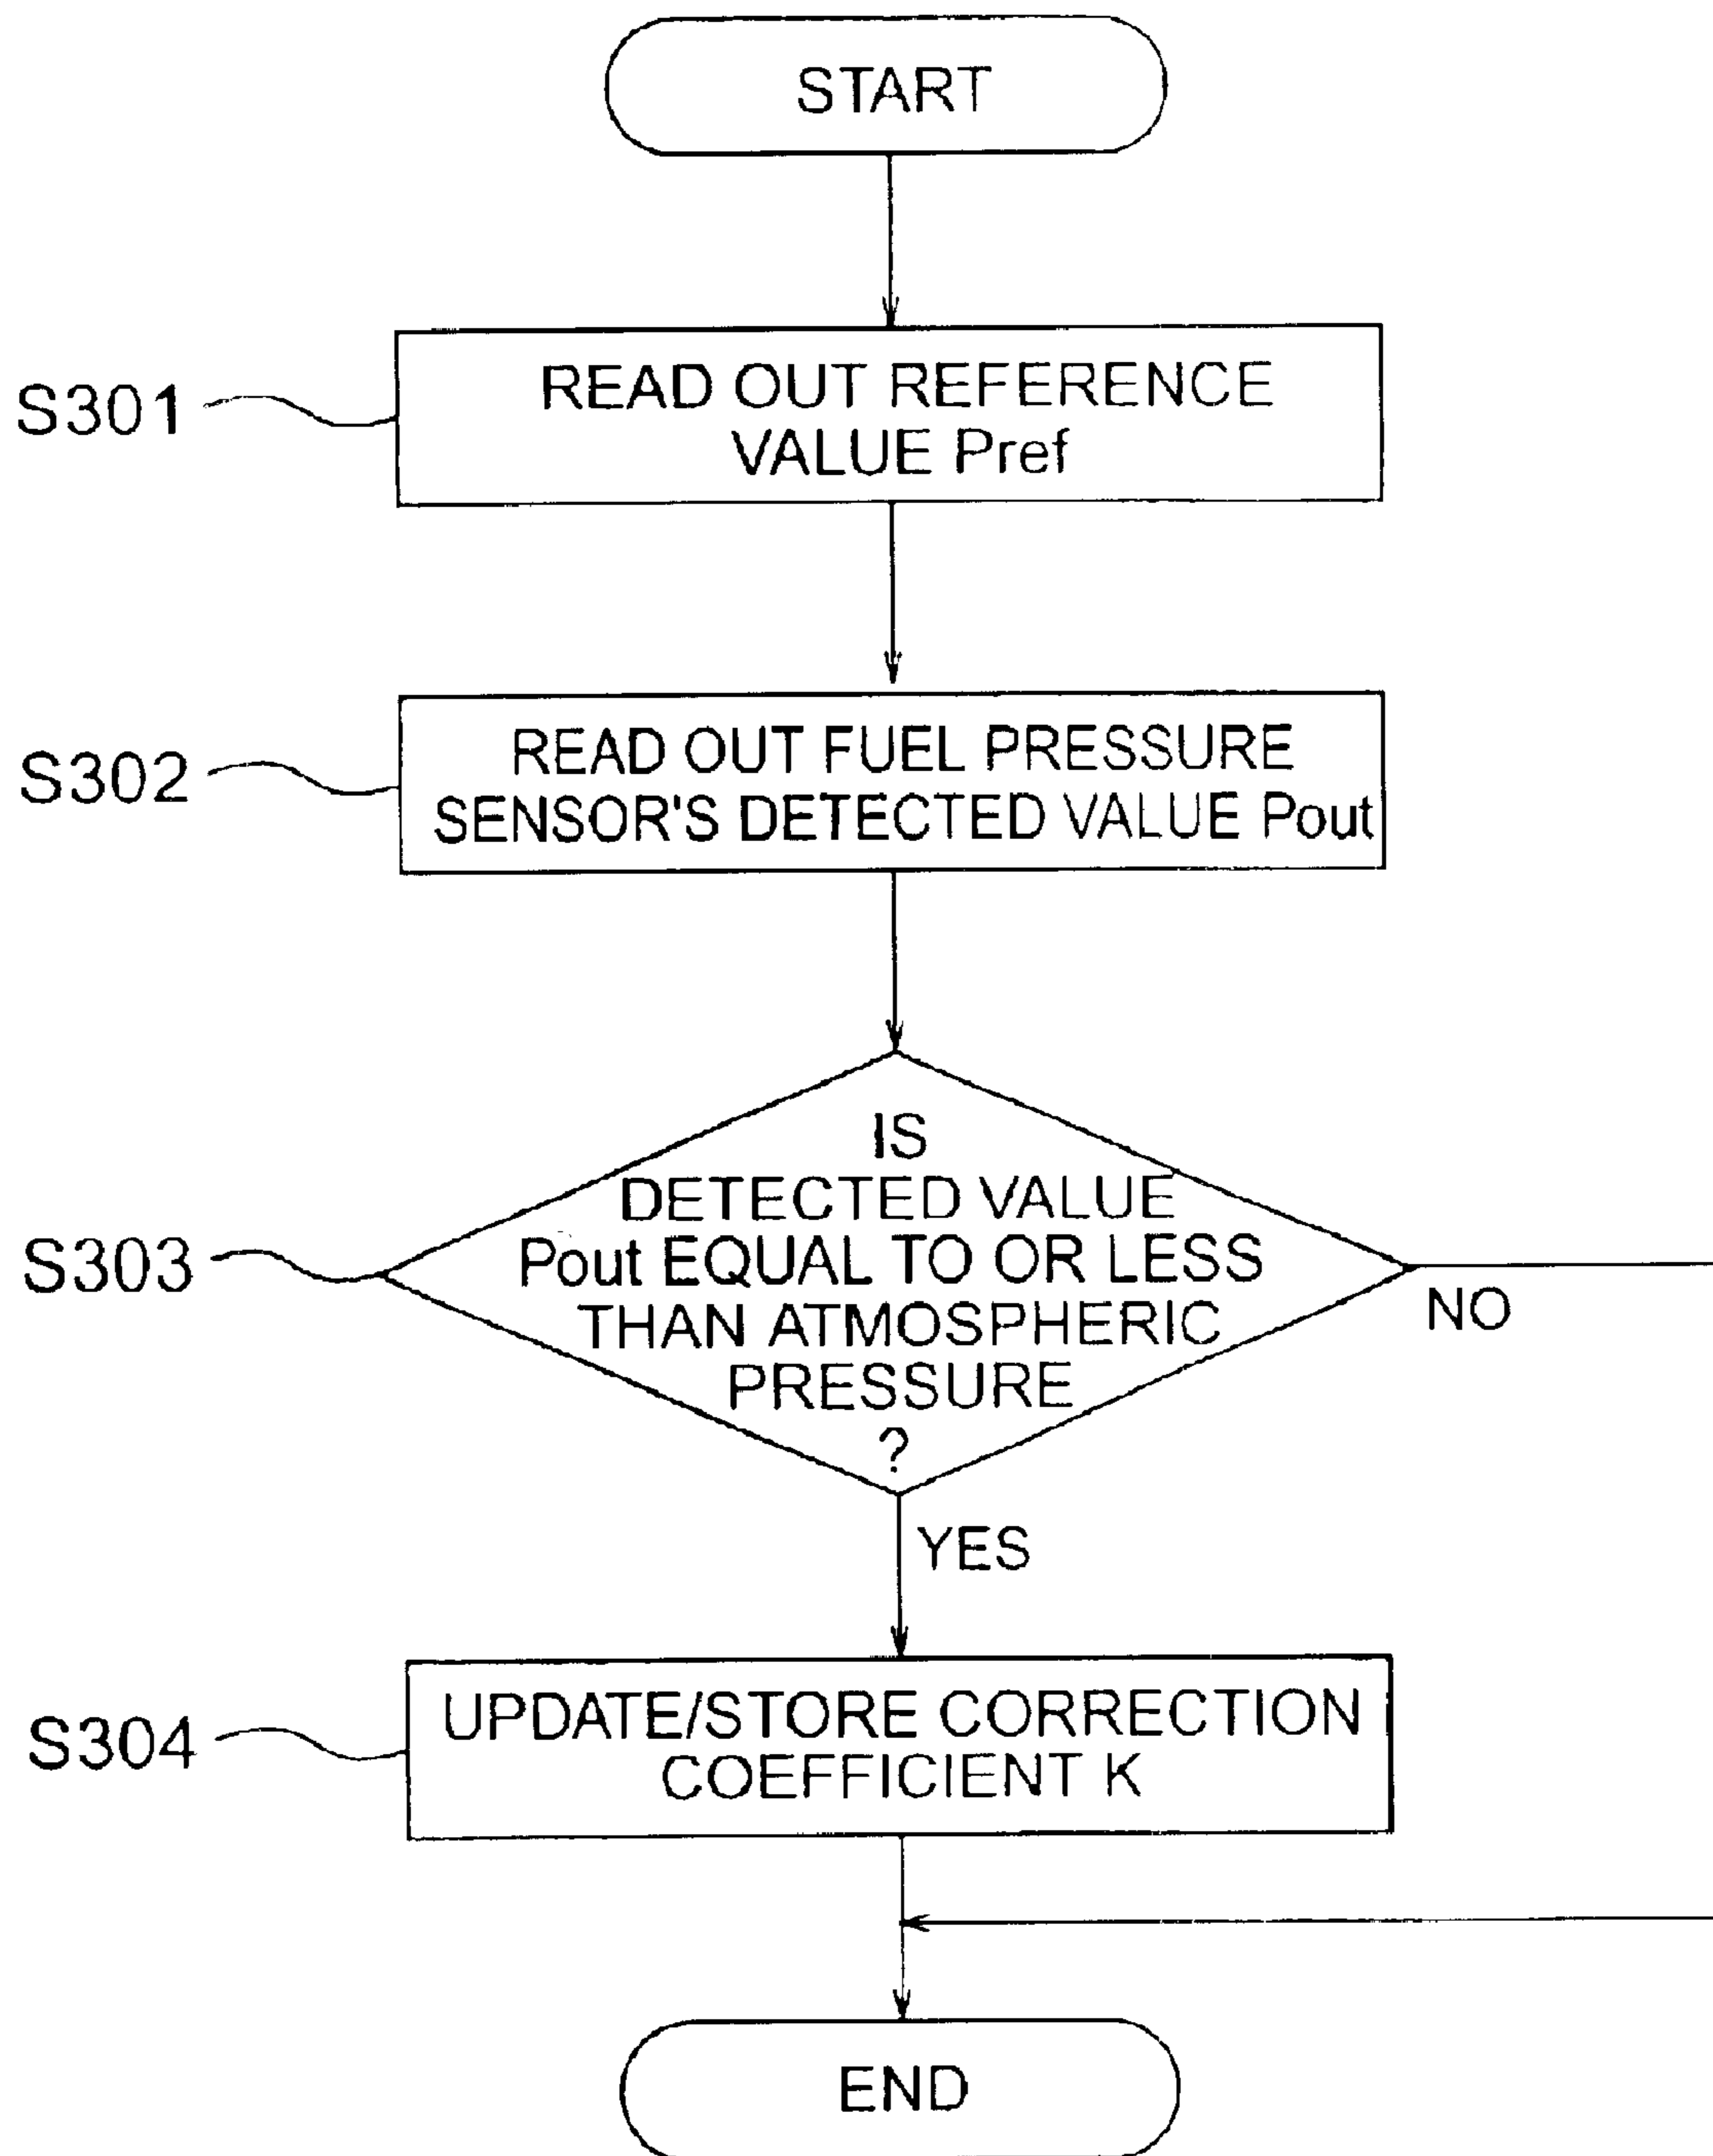 START
S301
READ OUT REFERENCE
VALUE Pref
S302
READ OUT FUEL PRESSURE
SENSOR'S DETECTED VALUE Pout
S303
IS
DETECTED VALUE
Pout EQUAL TO OR LESS
THAN ATMOSPHERIC
PRESSURE
?
NO
YES
S304
UPDATE/STORE CORRECTION
COEFFICIENT K
END